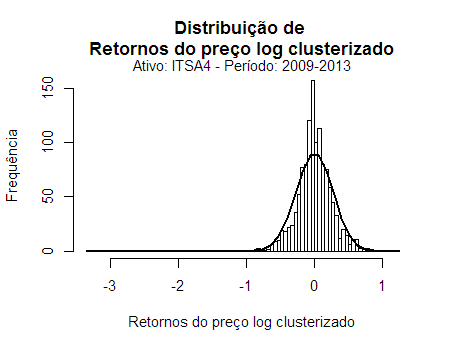 Distribuição de
Retornos do preço log clusterizado
Ativo: ITSA4 - Período: 2009-2013
Frequência
150
100
50
0
-3 -2 -1 0 1
Retornos do preço log clusterizado